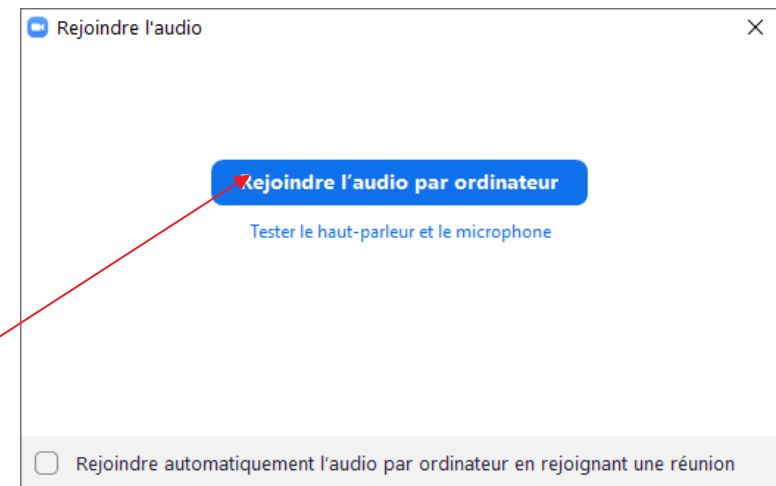 Rejoindre l'audio
Rejoindre l’audio par ordinateur
Tester le haut-parleur et le microphone
Rejoindre automatiquement l’audio par ordinateur en rejoignant une réunion